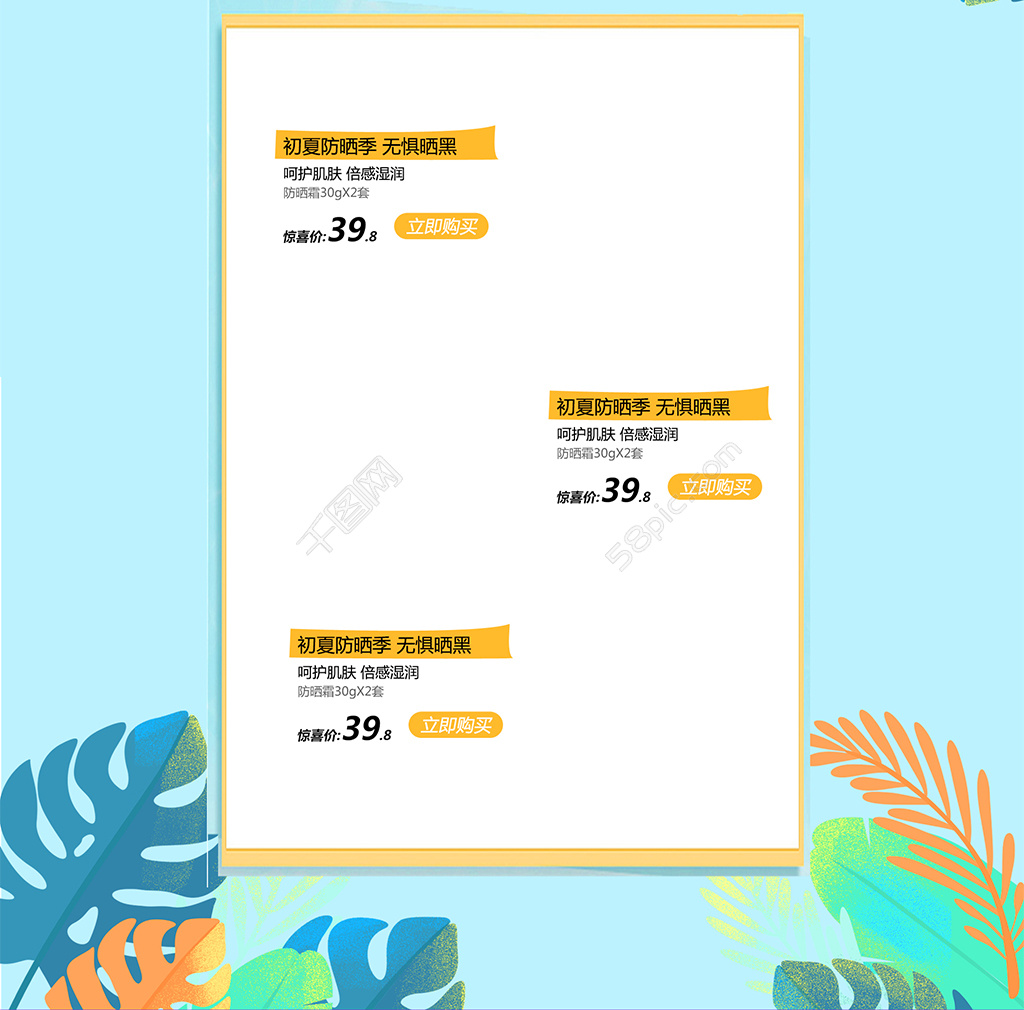 初夏防晒季 无惧晒黑
呵护肌肤 倍感湿润
防晒霜30gX2套
惊喜价:39.8
立即购买
初夏防晒季 无惧晒黑
呵护肌肤 倍感湿润
防晒霜30gX2套
惊喜价:39.8
立即购买
千图网
58pic.com
初夏防晒季 无惧晒黑
呵护肌肤 倍感湿润
防晒霜30gX2套
惊喜价:39.8
立即购买